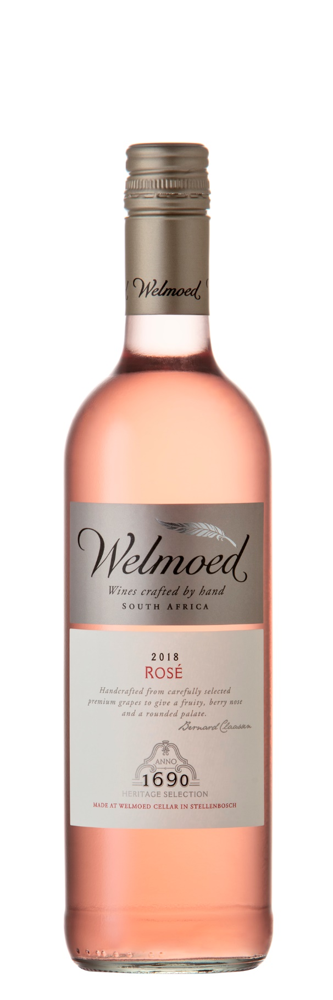 Welmoed
Welmoed
Wines crafted by hand
SOUTH AFRICA
2018
ROSÉ
Handcrafted from carefully selected
premium grapes to give a fruity, berry nose
and a rounded palate.
Bernard Claassen
ANNO
1690
HERITAGE SELECTION
MADE AT WELMOED CELLAR IN STELLENBOSCH